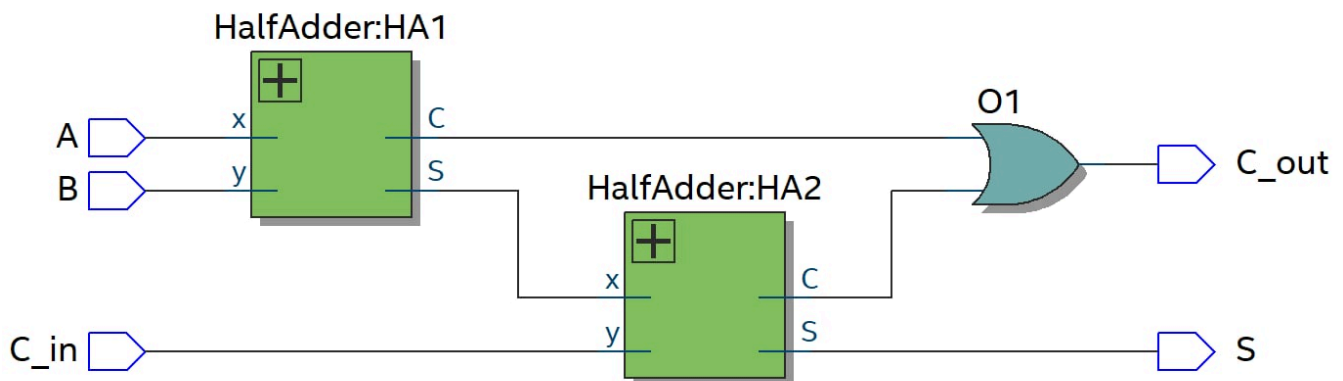 HalfAdder:HA1
O1
A
x
C
C_out
B
y
S
HalfAdder:HA2
x
C
C_in
y
S
S